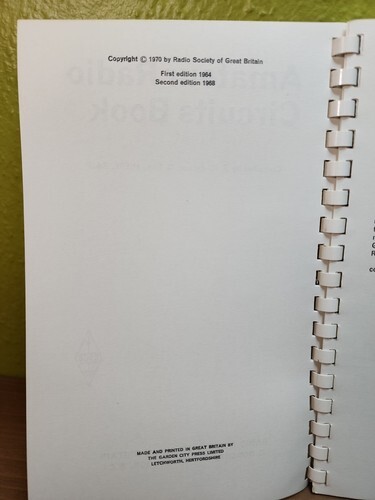 Copyright © 1970 by Radio Society of Great Britain
First edition 1964
Second edition 1968
MADE AND PRINTED IN GREAT BRITAIN BY
THE GARDEN CITY PRESS LIMITED
LETCHWORTH, HERTFORDSHIRE